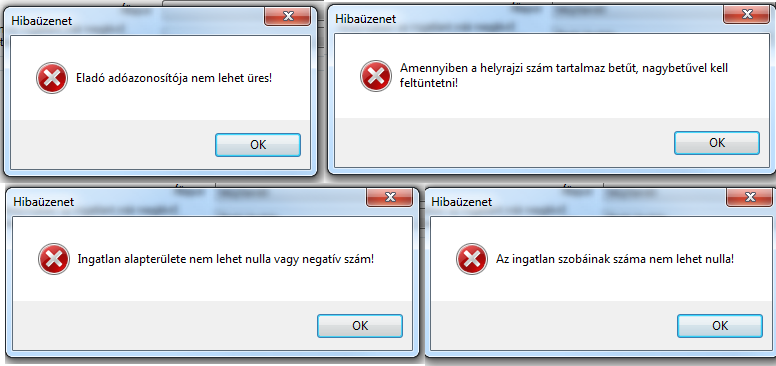 Hibaüzenet
Eladó adóazonosítója nem lehet üres!
OK
Hibaüzenet
Amennyiben a helyrajzi szám tartalmaz betűt, nagybetűvel kell
feltüntetni!
OK
Hibaüzenet
Ingatlan alapterülete nem lehet nulla vagy negatív szám!
OK
Hibaüzenet
Az ingatlan szobáinak száma nem lehet nulla!
OK